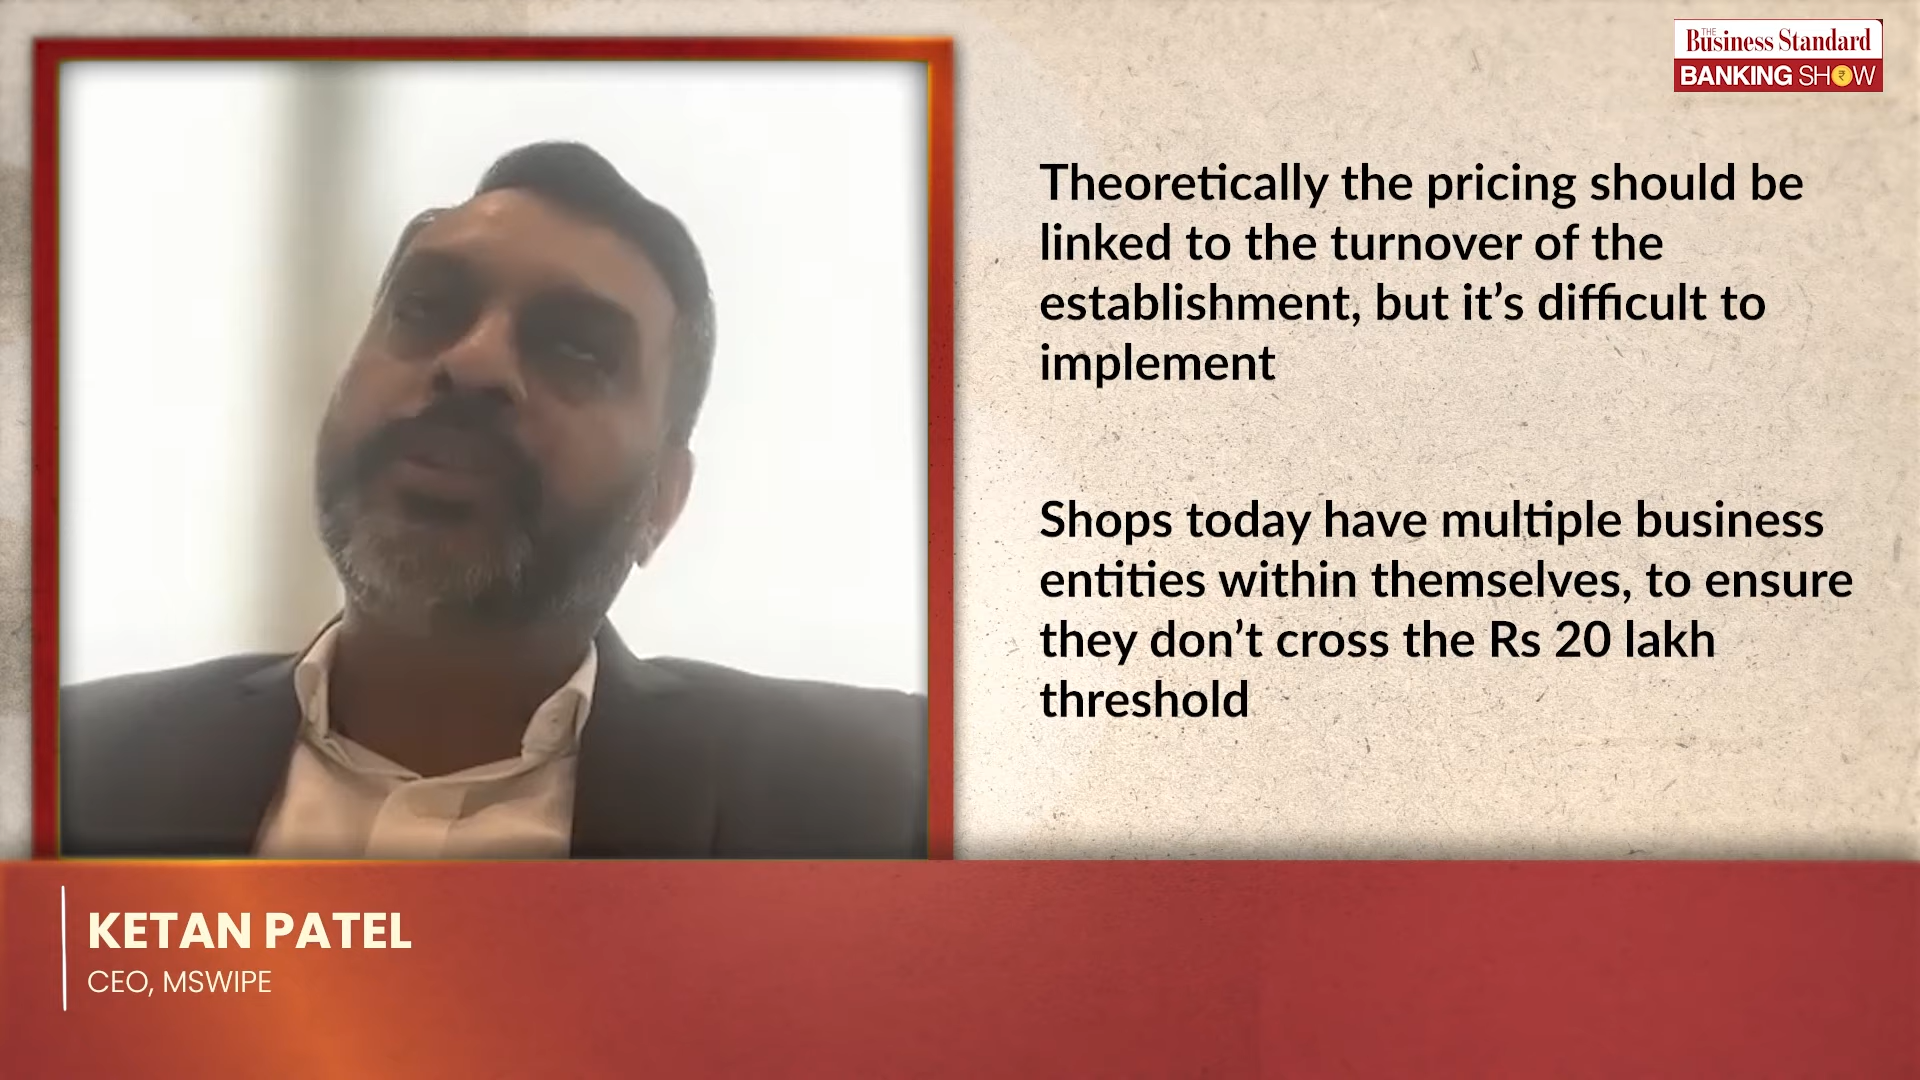 THE
Business Standard
BANKING SHOW
Theoretically the pricing should be
linked to the turnover of the
establishment, but it’s difficult to
implement
Shops today have multiple business
entities within themselves, to ensure
they don’t cross the Rs 20 lakh
threshold
KETAN PATEL
CEO, MSWIPE